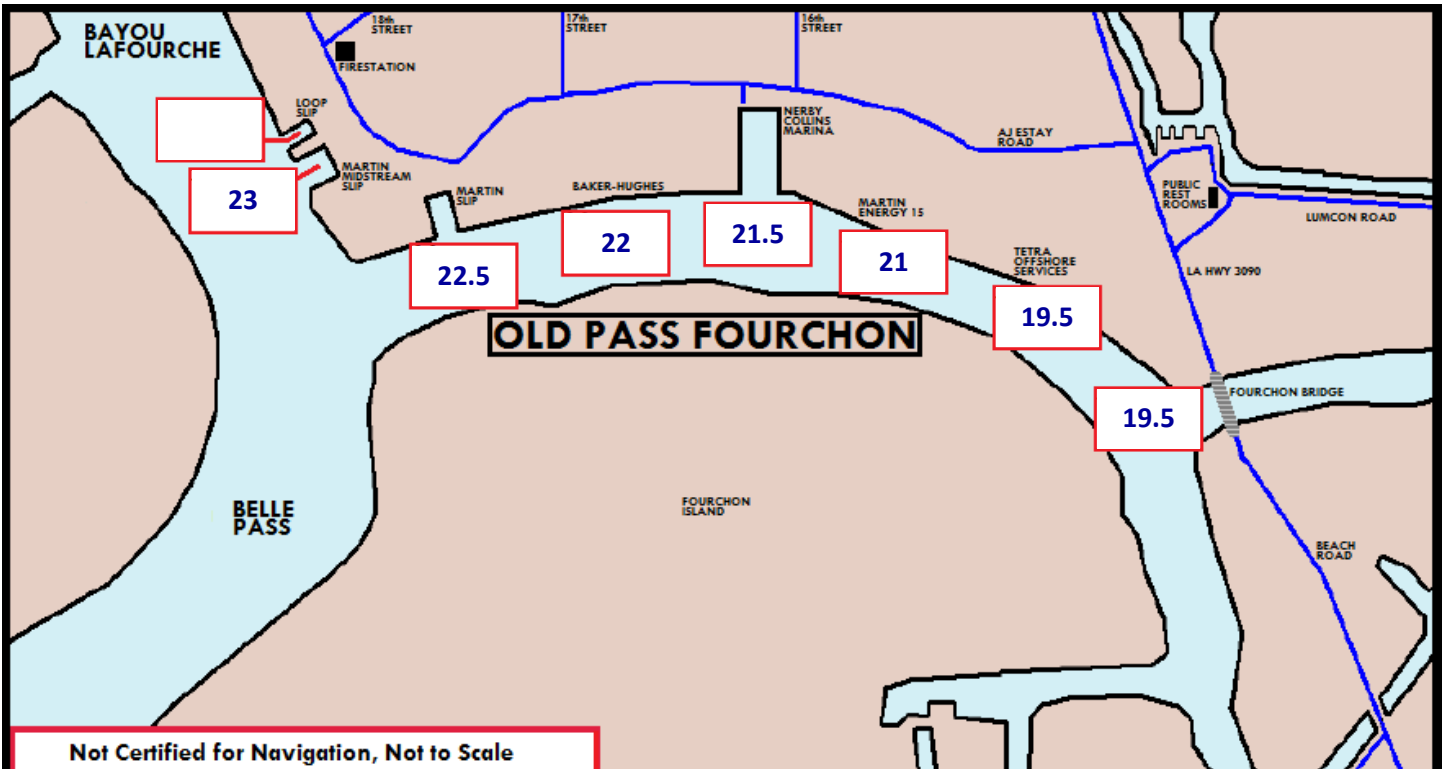 BAYOU
LAFOURCHE
18th
STREET
17th
STREET
16th
STREET
FIRESTATION
LOOP
SLIP
NERBY
COLLINS
MARINA
AJ ESTAY
ROAD
MARTIN
MIDSTREAM
SLIP
23
MARTIN
SLIP
BAKER-HUGHES
MARTIN
ENERGY 15
PUBLIC
REST
ROOMS
LUMCON ROAD
22.5
22
21.5
21
TETRA
OFFSHORE
SERVICES
LA HWY 3090
19.5
OLD PASS FOURCHON
FOURCHON BRIDGE
19.5
BELLE
PASS
FOURCHON
ISLAND
BEACH
ROAD
Not Certified for Navigation, Not to Scale